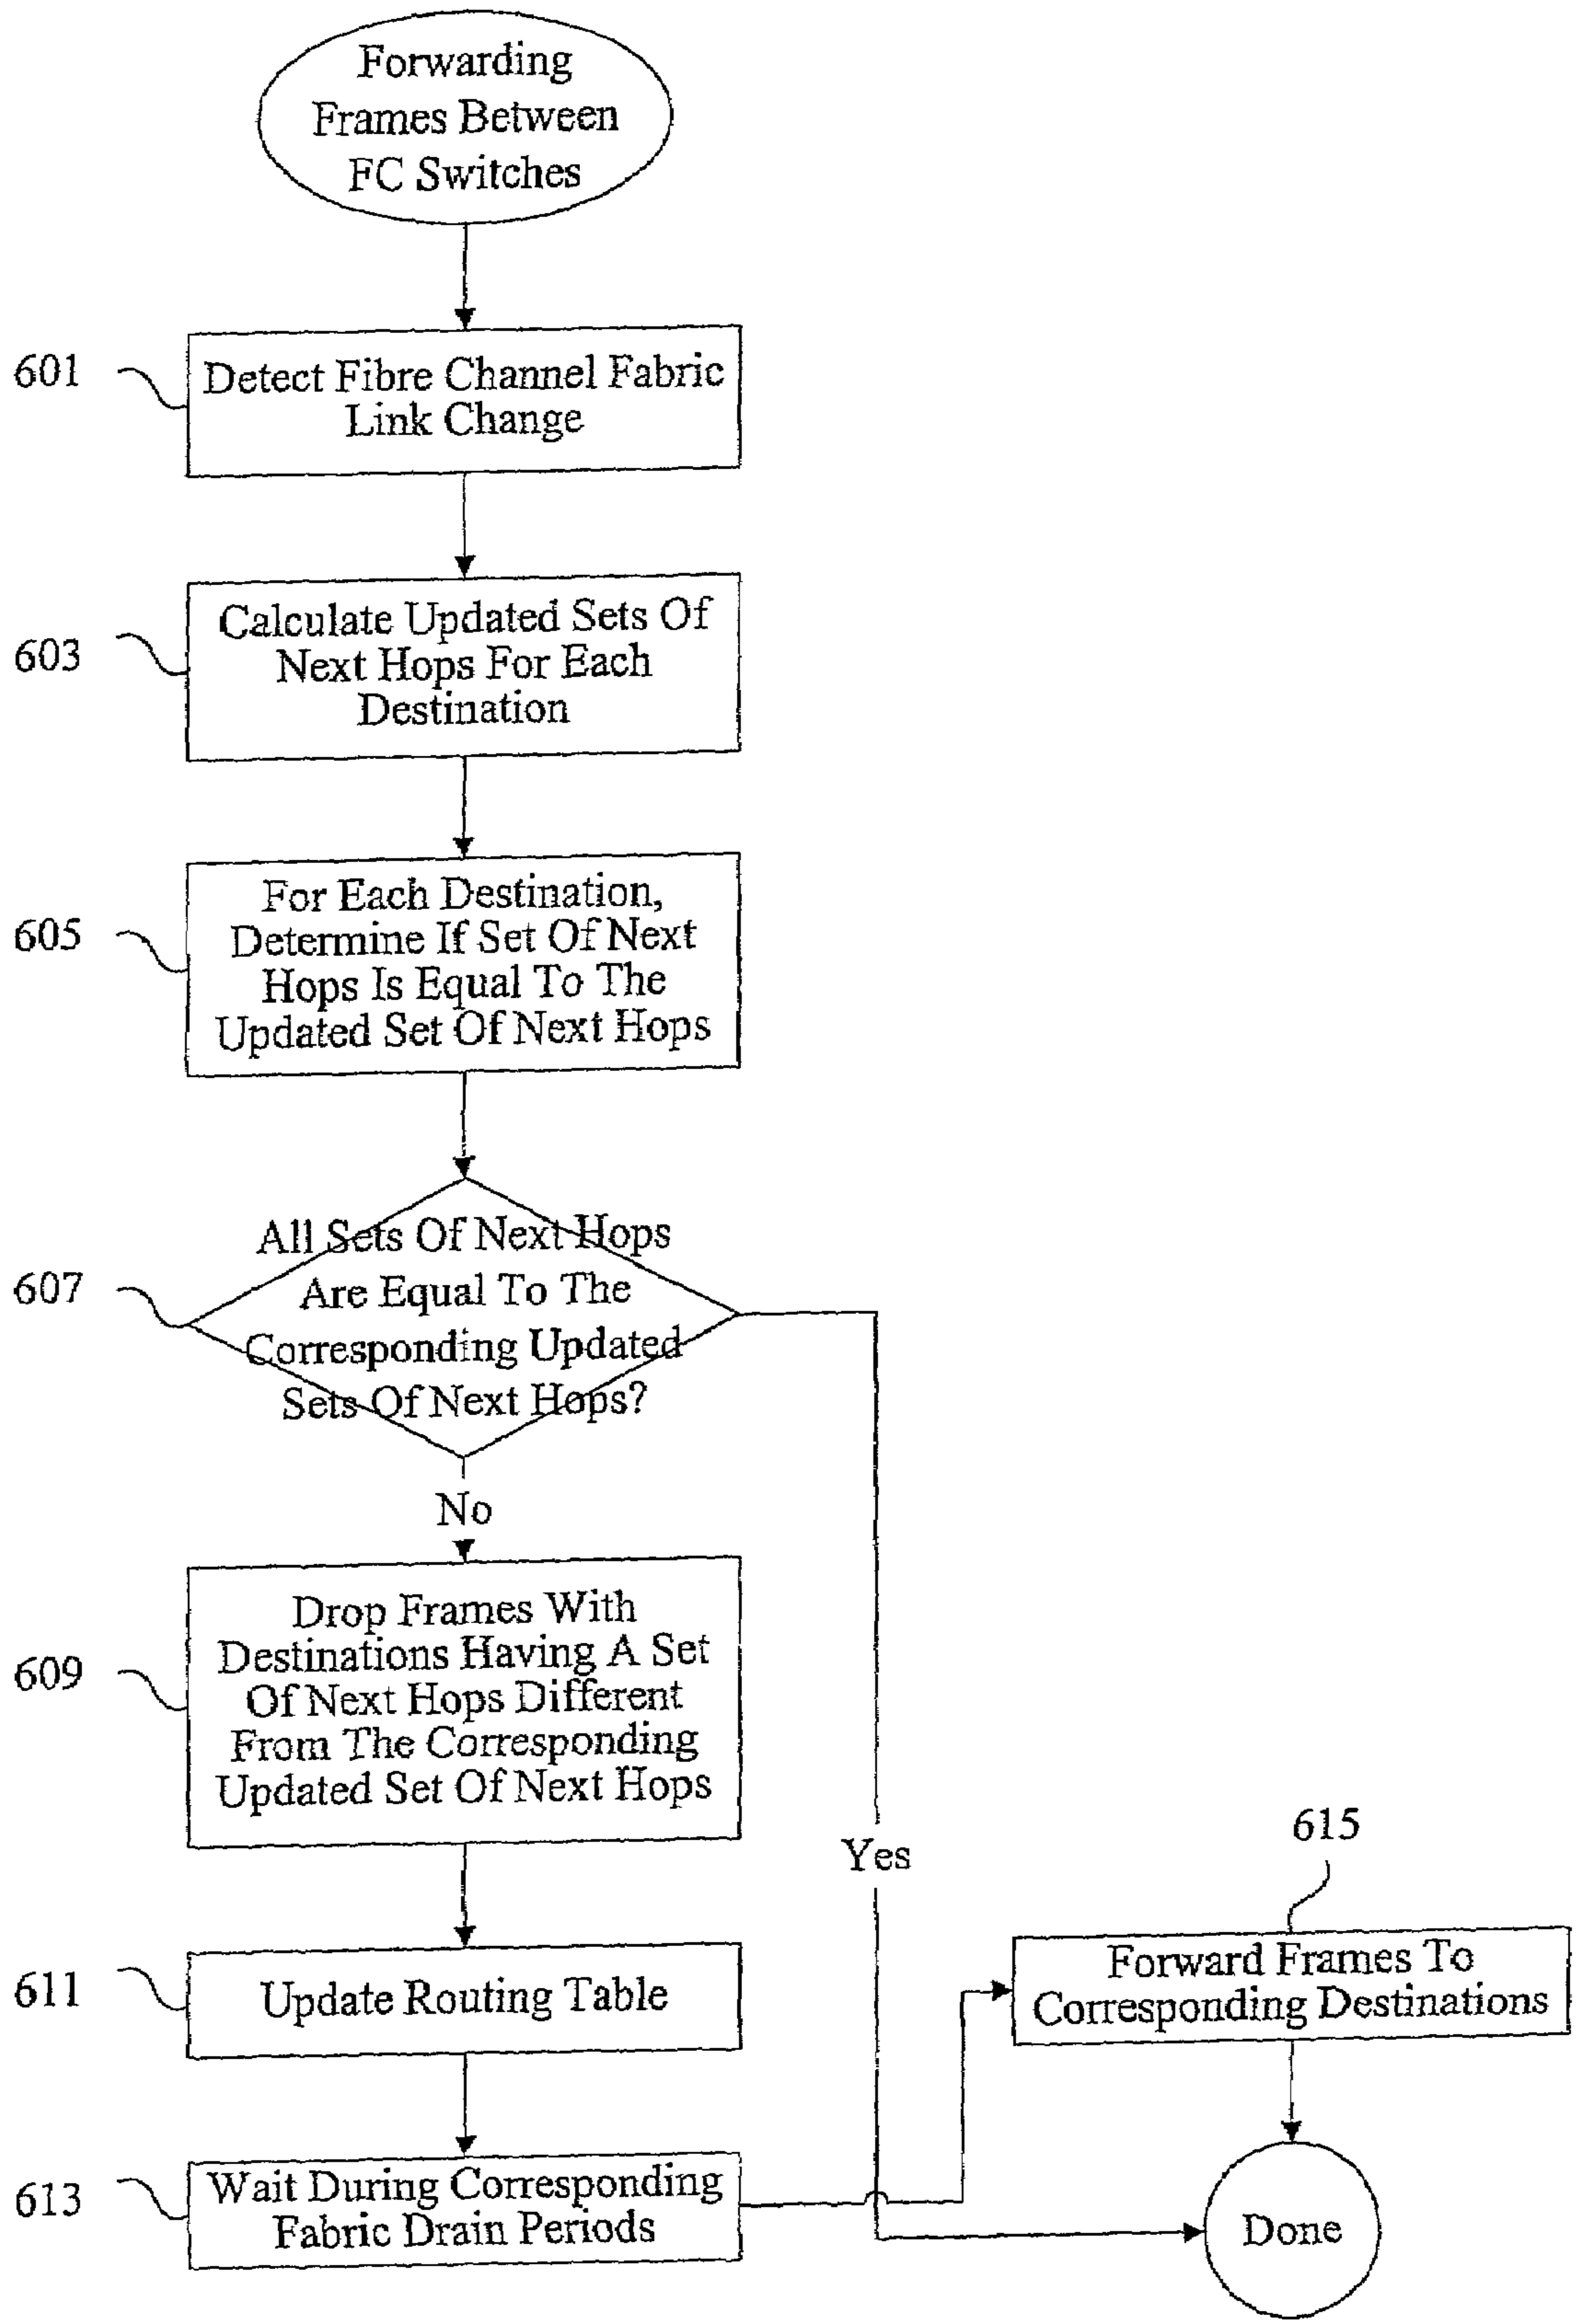 Forwarding
Frames Between
FC Switches
601
Detect Fibre Channel Fabric
Link Change
603
Calculate Updated Sets Of
Next Hops For Each
Destination
605
For Each Destination,
Determine If Set Of Next
Hops Is Equal To The
Updated Set Of Next Hops
607
All Sets Of Next Hops
Are Equal To The
Corresponding Updated
Sets Of Next Hops?
No
609
Drop Frames With
Destinations Having A Set
Of Next Hops Different
From The Corresponding
Updated Set Of Next Hops
Yes
611
Update Routing Table
613
Wait During Corresponding
Fabric Drain Periods
615
Forward Frames To
Corresponding Destinations
Done